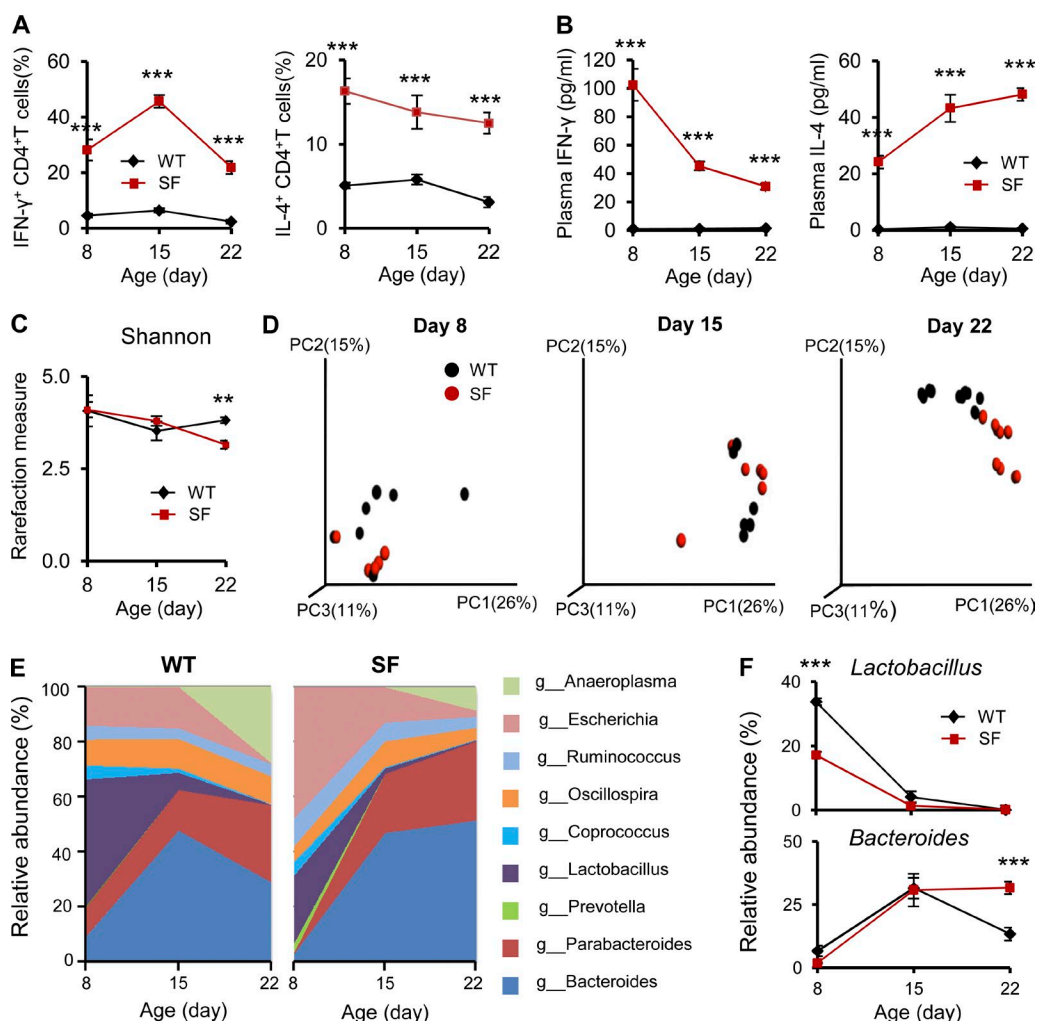 A
IFN-γ⁺ CD4⁺T cells(%)
60
40
20
0
***
***
***
WT
SF
8
15
22
Age (day)
IL-4⁺ CD4⁺T cells(%)
20
10
0
***
***
***
8
15
22
Age (day)
B
Plasma IFN-γ (pg/ml)
120
100
80
60
40
20
0
***
***
***
WT
SF
8
15
22
Age (day)
Plasma IL-4 (pg/ml)
60
40
20
0
***
***
***
WT
SF
8
15
22
Age (day)
C
Shannon
Rarefaction measure
5.0
2.5
0.0
**
WT
SF
8
15
22
Age (day)
D
Day 8
PC2(15%)
WT
SF
PC3(11%)
PC1(26%)
Day 15
PC2(15%)
PC3(11%)
PC1(26%)
Day 22
PC2(15%)
PC3(11%)
PC1(26%)
E
WT
SF
Relative abundance (%)
100
80
60
40
20
0
8
15
22
Age (day)
8
15
22
Age (day)
g__Anaeroplasma
g__Escherichia
g__Ruminococcus
g__Oscillospira
g__Coprococcus
g__Lactobacillus
g__Prevotella
g__Parabacteroides
g__Bacteroides
F
***
Lactobacillus
Relative abundance (%)
40
20
0
WT
SF
Bacteroides
50
25
0
***
8
15
22
Age (day)